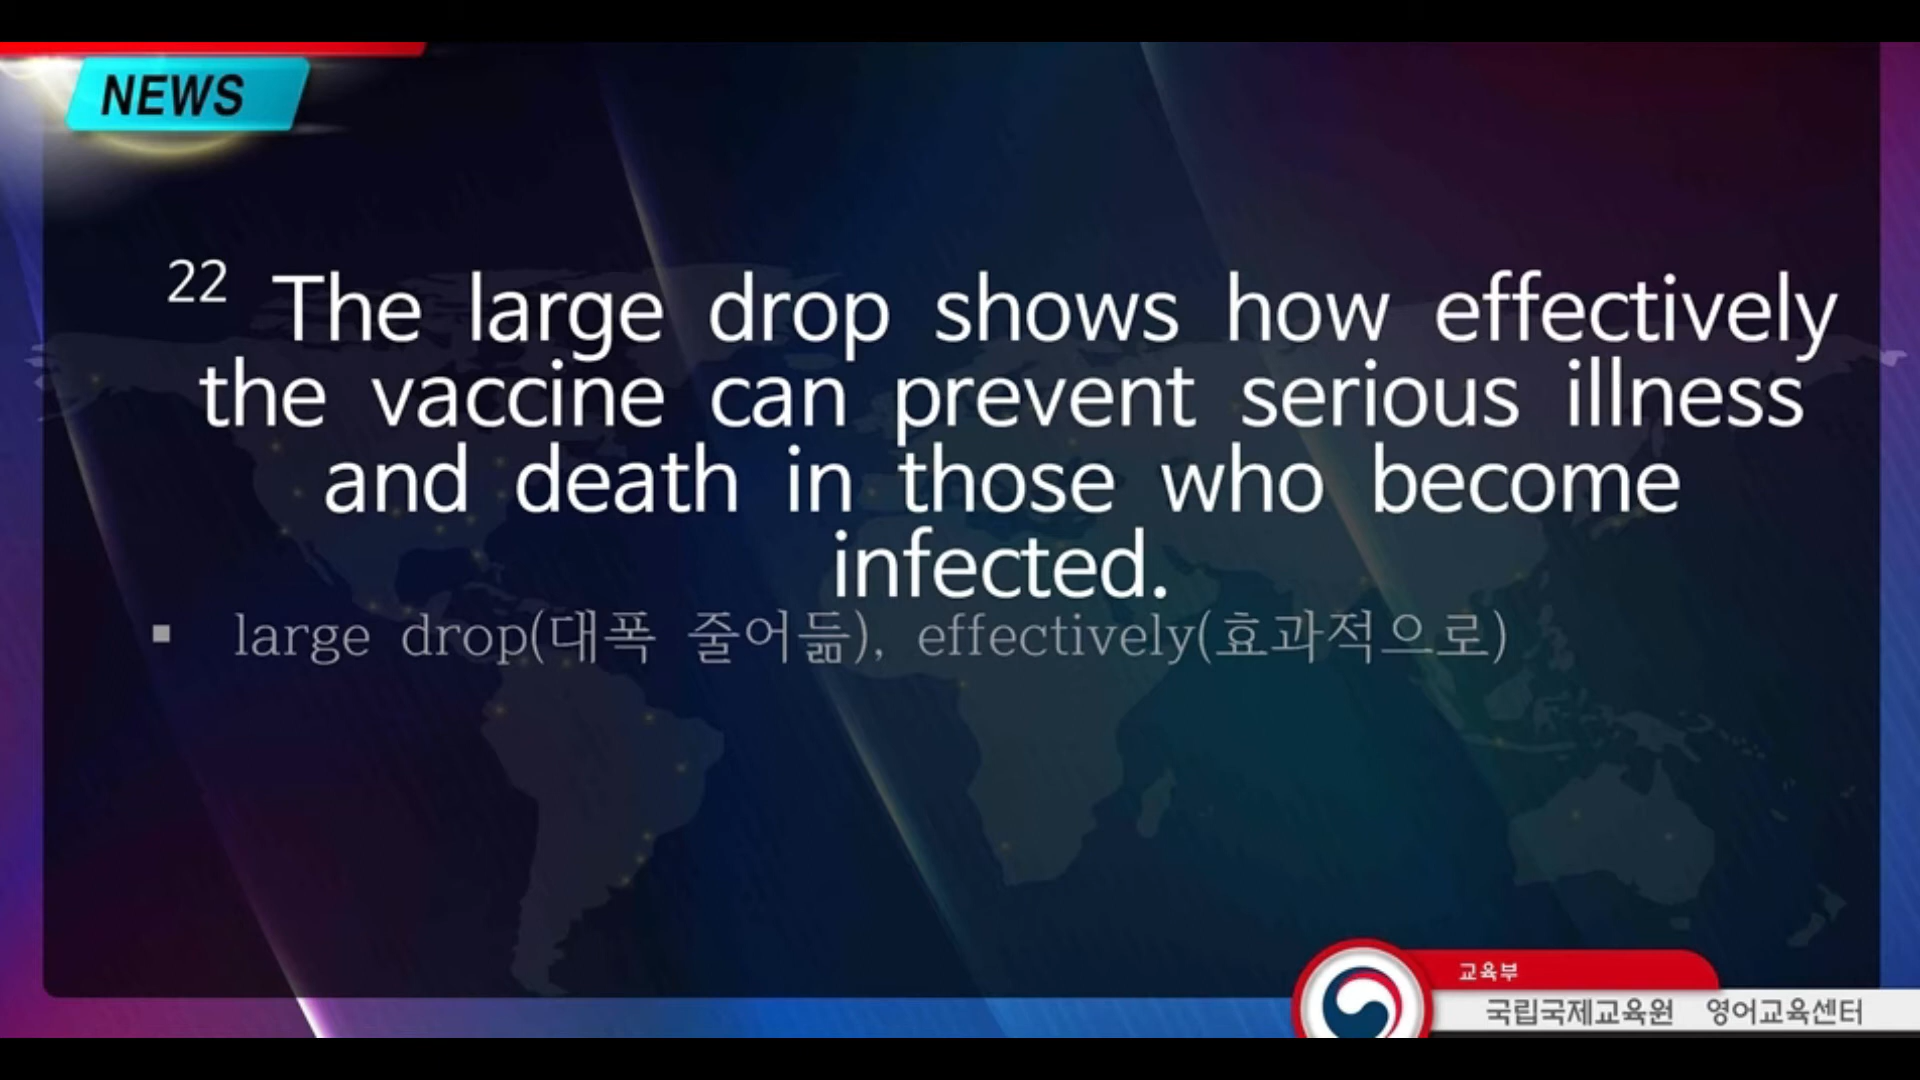 NEWS
22 The large drop shows how effectively
the vaccine can prevent serious illness
and death in those who become
infected.
▪ large drop(대폭 줄어듦), effectively(효과적으로)
교육부
국립국제교육원 영어교육센터